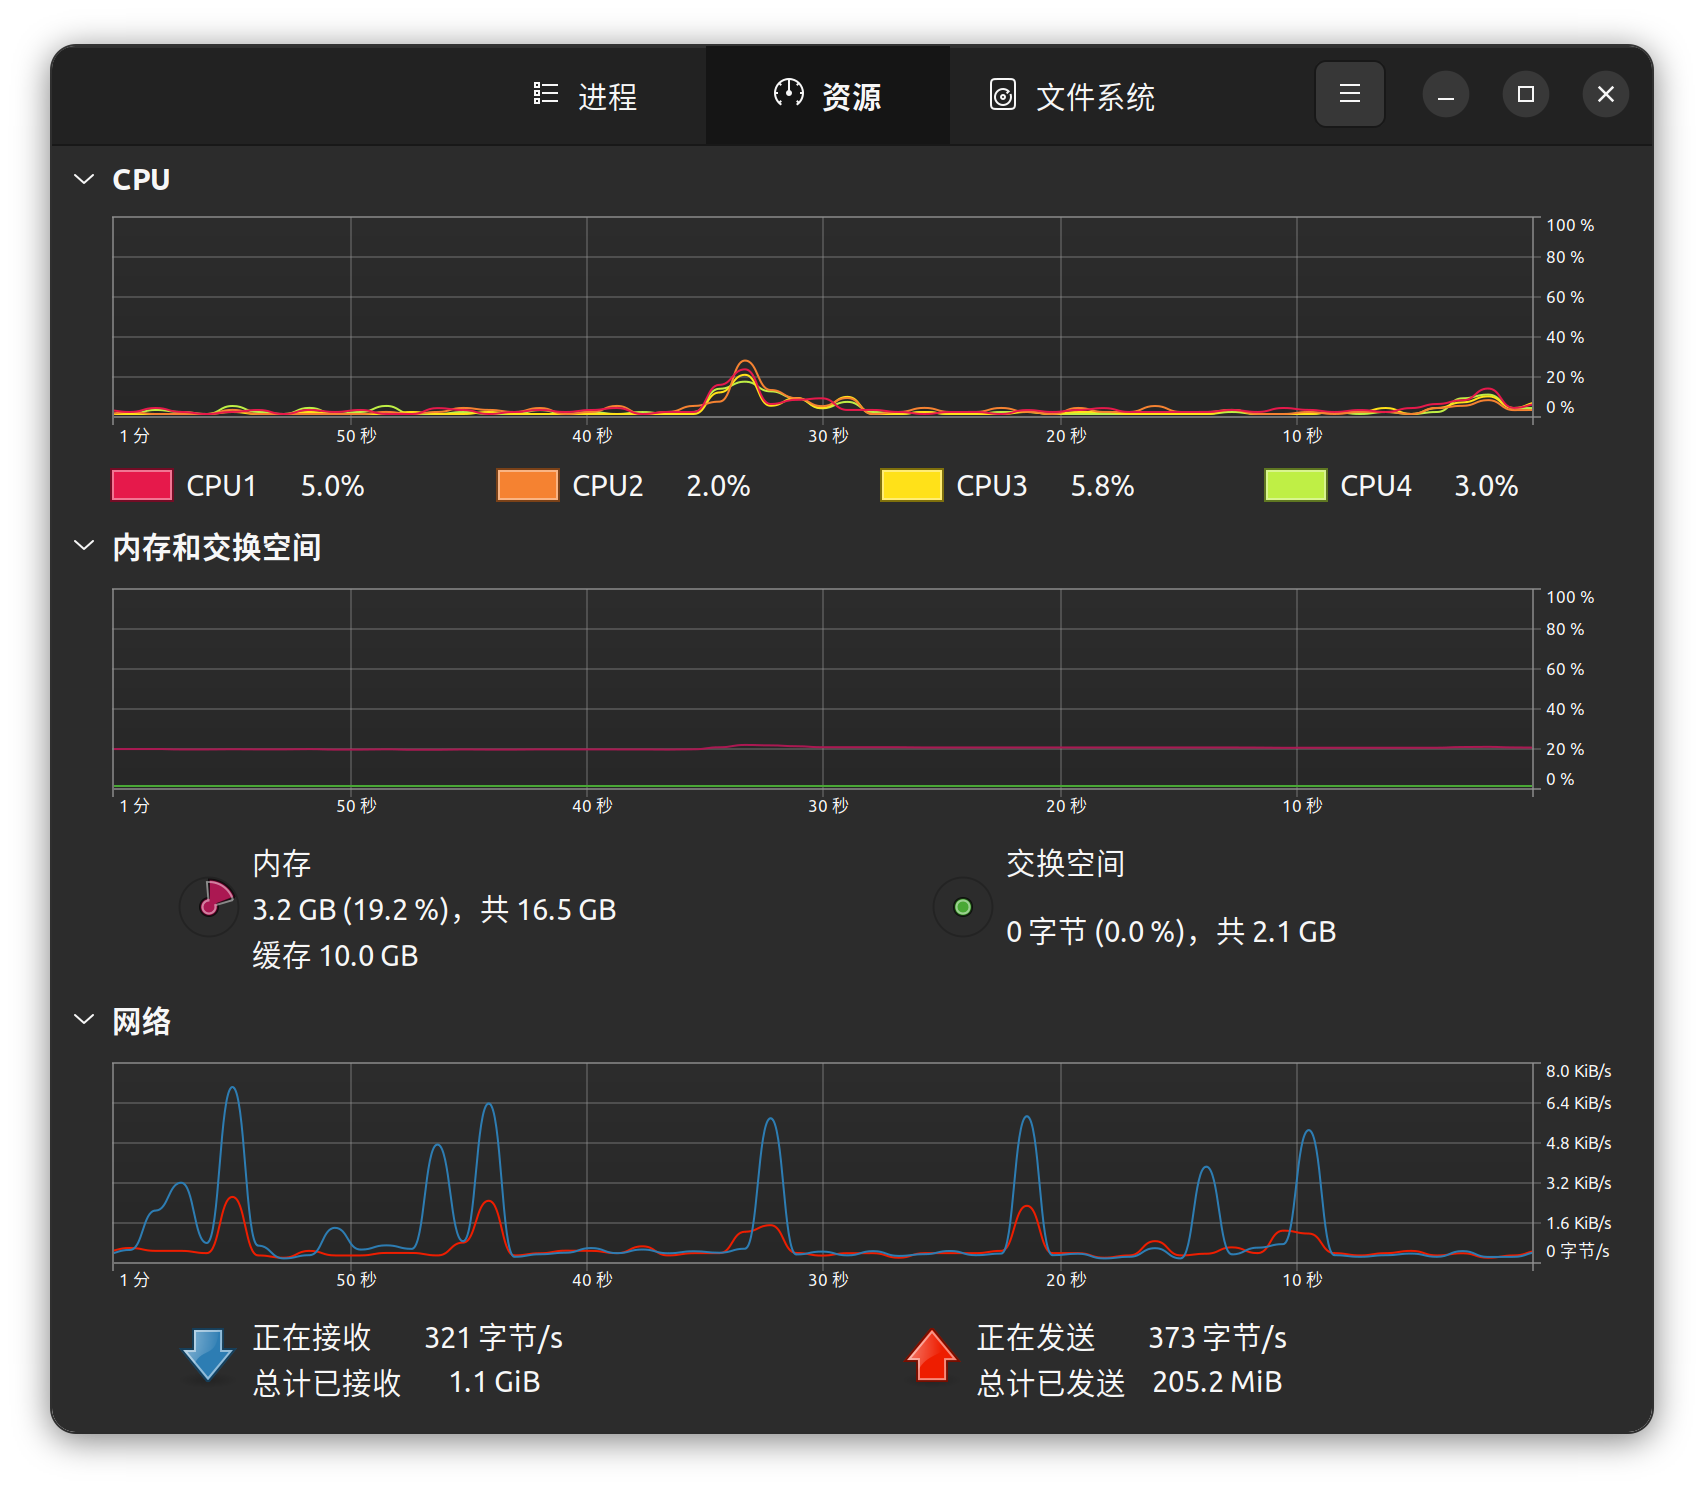 进程 资源 文件系统
CPU
100 %
80 %
60 %
40 %
20 %
0 %
1 分 50 秒 40 秒 30 秒 20 秒 10 秒
CPU1 5.0% CPU2 2.0% CPU3 5.8% CPU4 3.0%
内存和交换空间
100 %
80 %
60 %
40 %
20 %
0 %
1 分 50 秒 40 秒 30 秒 20 秒 10 秒
内存
3.2 GB (19.2 %)，共 16.5 GB
缓存 10.0 GB
交换空间
0 字节 (0.0 %)，共 2.1 GB
网络
8.0 KiB/s
6.4 KiB/s
4.8 KiB/s
3.2 KiB/s
1.6 KiB/s
0 字节/s
1 分 50 秒 40 秒 30 秒 20 秒 10 秒
正在接收 321 字节/s
总计已接收 1.1 GiB
正在发送 373 字节/s
总计已发送 205.2 MiB